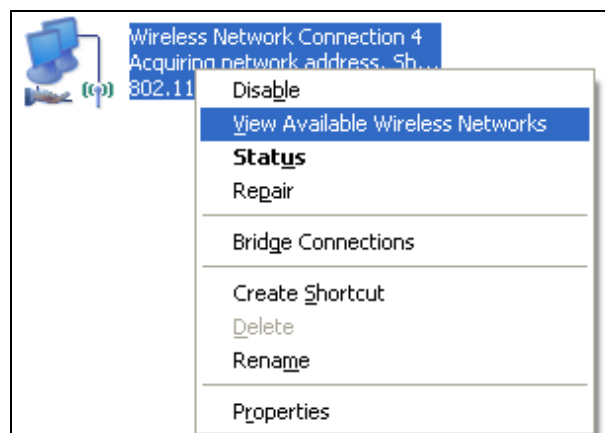 Wireless Network Connection 4
Acquiring network address, Sh...
802.11
Disable
View Available Wireless Networks
Status
Repair
Bridge Connections
Create Shortcut
Delete
Rename
Properties